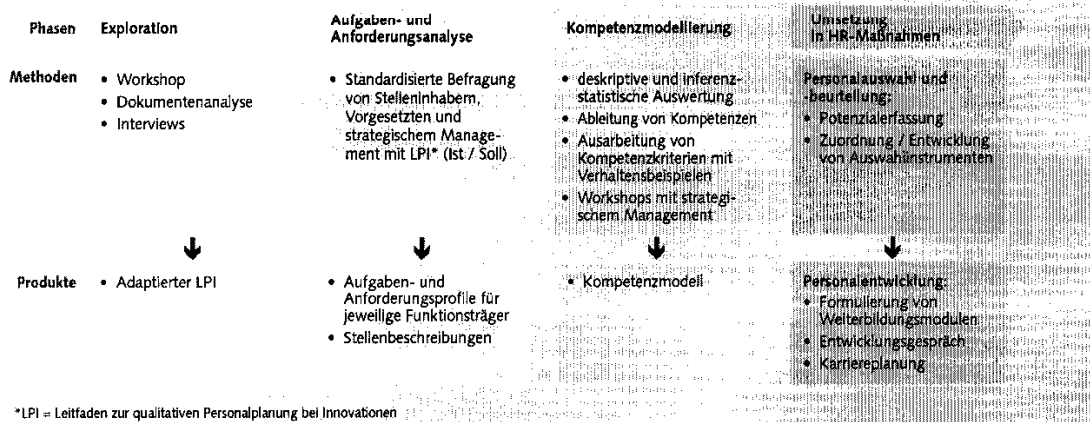 Phasen
Exploration
Aufgaben- und
Anforderungsanalyse
Kompetenzmodellierung
Umsetzung
in HR-Maßnahmen
Methoden
• Workshop
• Dokumentenanalyse
• Interviews
• Standardisierte Befragung
von Stelleninhabern,
Vorgesetzten und
strategischem Manage-
ment mit LPI* (Ist / Soll)
• deskriptive und inferenz-
statistische Auswertung
• Ableitung von Kompetenzen
• Ausarbeitung von
Kompetenzkriterien mit
Verhaltensbeispielen
• Workshops mit strategi-
schem Management
Personalauswahl und
-beurteilung:
• Potenzialerfassung
• Zuordnung / Entwicklung
von Auswahlinstrumenten
Produkte
• Adaptierter LPI
• Aufgaben- und
Anforderungsprofile für
jeweilige Funktionsträger
• Stellenbeschreibungen
• Kompetenzmodell
Personalentwicklung:
• Formulierung von
Weiterbildungsmodulen
• Entwicklungsgespräch
• Karriereplanung
*LPI = Leitfaden zur qualitativen Personalplanung bei Innovationen